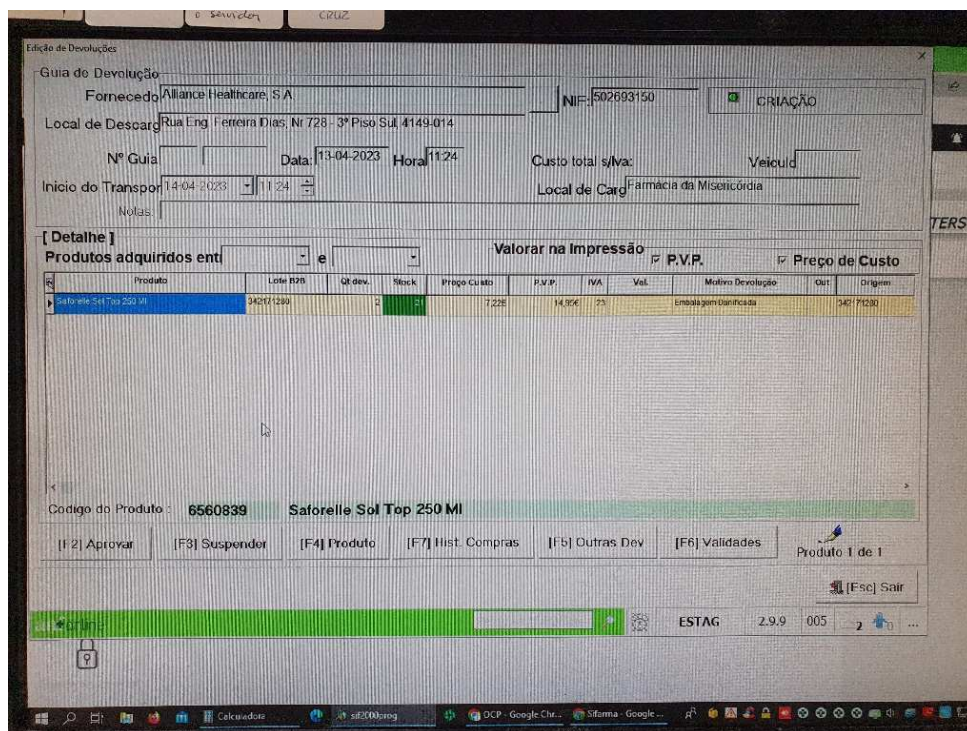 o servidor
CRUZ
Edição de Devoluções
Guia de Devolução
Fornecedo Alliance Healthcare, S.A. NIF: 502693150 CRIAÇÃO
Local de Descarg Rua Eng. Ferreira Dias, Nr 728 - 3º Piso Sul, 4149-014
Nº Guia Data: 13-04-2023 Hora 11:24 Custo total s/Iva: Veiculo
Inicio do Transpor 14-04-2023 11:24 Local de Carg Farmácia da Misericórdia
Notas:
TERS
[ Detalhe ]
Produtos adquiridos ent e Valorar na Impressão P.V.P. Preço de Custo
Produto Lote B2B Qt dev. Stock Preço Custo P.V.P. IVA Val. Motivo Devolução Out Origem
Saforelle Sol Top 250 Ml 342171280 2 21 7,22€ 14,95€ 23 Embalagem Danificada 342171280
Codigo do Produto : 6560839 Saforelle Sol Top 250 Ml
[F2] Aprovar [F3] Suspender [F4] Produto [F7] Hist. Compras [F5] Outras Dev [F6] Validades
Produto 1 de 1
[Esc] Sair
ESTAG 2.9.9 005 2 0 ...
Calculadora sif2000prog OCP - Google Chr... Sifarma - Google ...